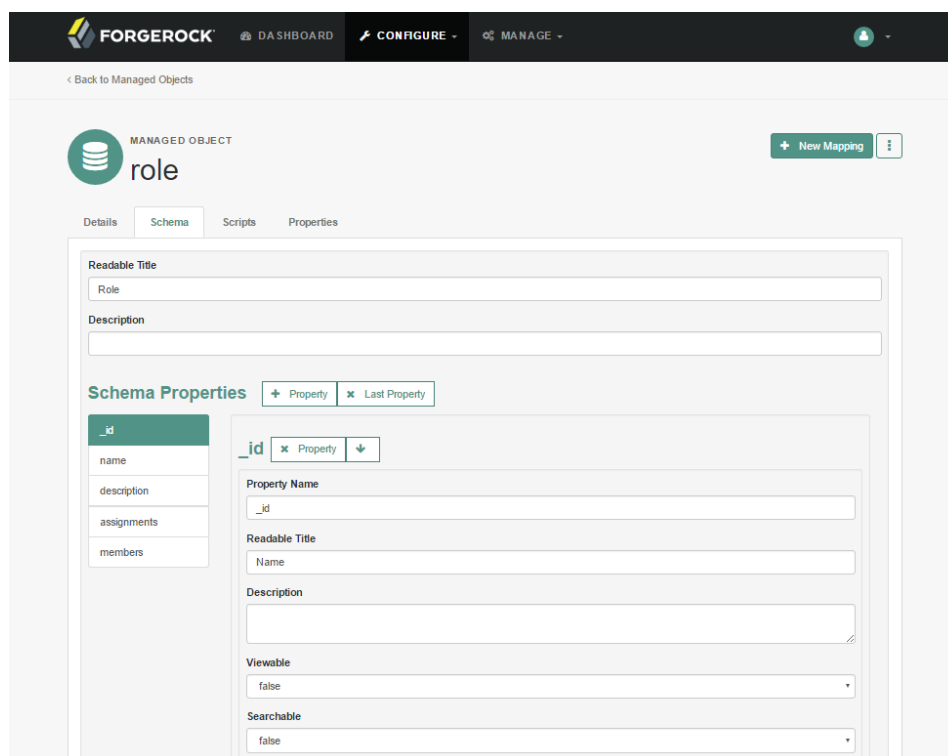 FORGEROCK DASHBOARD CONFIGURE MANAGE
< Back to Managed Objects
MANAGED OBJECT
role
+ New Mapping
Details Schema Scripts Properties
Readable Title
Role
Description
Schema Properties + Property × Last Property
_id
name
description
assignments
members
_id × Property
Property Name
_id
Readable Title
Name
Description
Viewable
false
Searchable
false